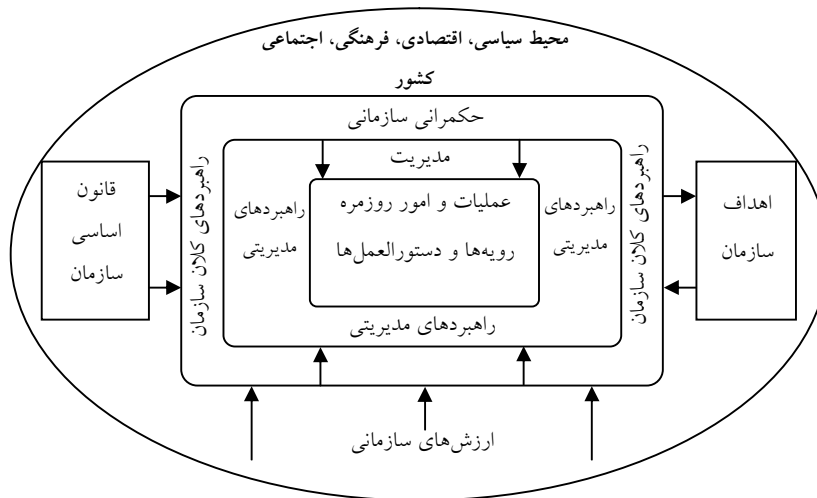 محیط سیاسی، اقتصادی، فرهنگی، اجتماعی
کشور
حکمرانی سازمانی
مدیریت
قانون
اساسی
سازمان
راهبردهای کلان سازمان
راهبردهای
مدیریتی
عملیات و امور روزمره
رویه‌ها و دستورالعمل‌ها
راهبردهای
مدیریتی
راهبردهای کلان سازمان
اهداف
سازمان
راهبردهای مدیریتی
ارزش‌های سازمانی